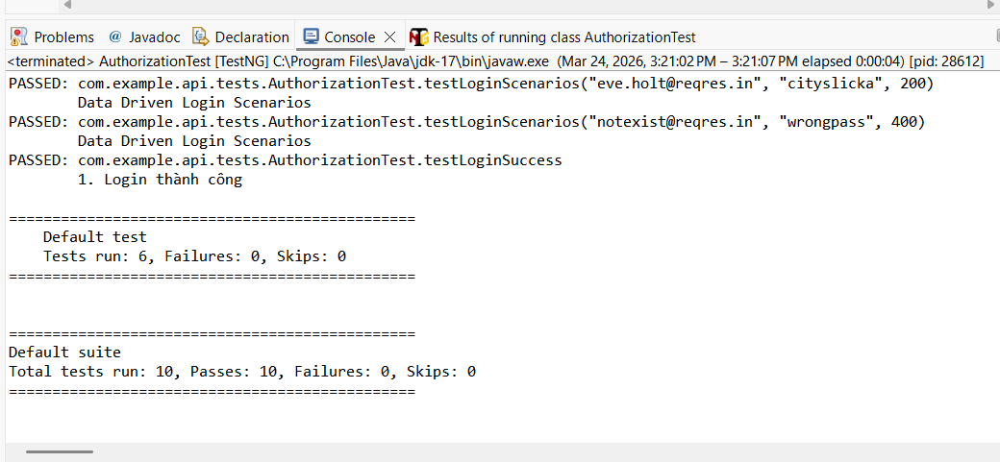 Problems @ Javadoc Declaration Console Results of running class AuthorizationTest
<terminated> AuthorizationTest [TestNG] C:\Program Files\Java\jdk-17\bin\javaw.exe (Mar 24, 2026, 3:21:02 PM – 3:21:07 PM elapsed 0:00:04) [pid: 28612]
PASSED: com.example.api.tests.AuthorizationTest.testLoginScenarios("eve.holt@reqres.in", "cityslicka", 200)
Data Driven Login Scenarios
PASSED: com.example.api.tests.AuthorizationTest.testLoginScenarios("notexist@reqres.in", "wrongpass", 400)
Data Driven Login Scenarios
PASSED: com.example.api.tests.AuthorizationTest.testLoginSuccess
1. Login thành công
===============================================
Default test
Tests run: 6, Failures: 0, Skips: 0
===============================================
===============================================
Default suite
Total tests run: 10, Passes: 10, Failures: 0, Skips: 0
===============================================